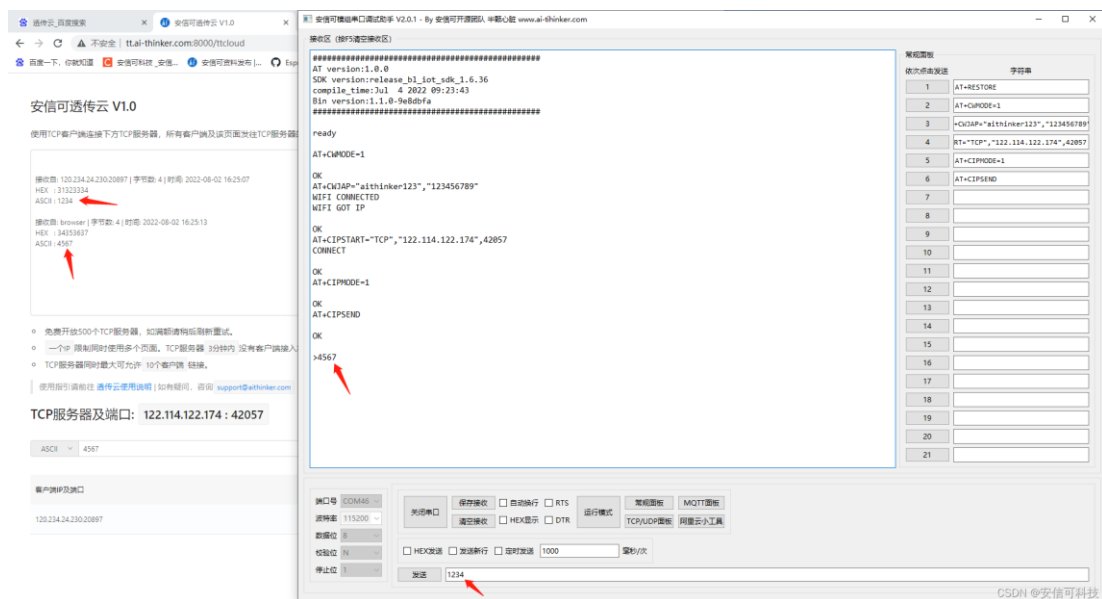 透传云_百度搜索
安信可透传云 V1.0
不安全 | tt.ai-thinker.com:8000/ttcloud
百度一下，你就知道
安信可科技 _安信...
安信可资料发布 |...
安信可透传云 V1.0
使用TCP客户端连接下方TCP服务器，所有客户端及该页面发往TCP服务器
接收自: 120.234.24.230:20897 | 字节数: 4 | 时间: 2022-08-02 16:25:07
HEX : 31323334
ASCII : 1234
接收自: browser | 字节数: 4 | 时间: 2022-08-02 16:25:13
HEX : 34353637
ASCII : 4567
免费开放500个TCP服务器，如满额请稍后刷新重试。
一个IP 限制同时使用多个页面。TCP服务器 3分钟内 没有客户端接入
TCP服务器同时最大可允许 10个客户端 链接。
使用指引请前往 透传云使用说明 | 如有疑问，咨询 support@aithinker.com
TCP服务器及端口: 122.114.122.174 : 42057
ASCII 4567
客户端IP及端口
120.234.24.230:20897
安信可模组串口调试助手 V2.0.1 - By 安信可开源团队 半颗心脏 www.ai-thinker.com
接收区（按F5清空接收区）
################################################
AT version:1.0.0
SDK version:release_bl_iot_sdk_1.6.36
compile_time:Jul 4 2022 09:23:43
Bin version:1.1.0-9e8dbfa
################################################
ready
AT+CWMODE=1
OK
AT+CWJAP="aithinker123","123456789"
WIFI CONNECTED
WIFI GOT IP
OK
AT+CIPSTART="TCP","122.114.122.174",42057
CONNECT
OK
AT+CIPMODE=1
OK
AT+CIPSEND
OK
>4567
常规面板
依次点击发送 字符串
1 AT+RESTORE
2 AT+CWMODE=1
3 +CWJAP="aithinker123","123456789"
4 RT="TCP","122.114.122.174",42057
5 AT+CIPMODE=1
6 AT+CIPSEND
7
8
9
10
11
12
13
14
15
16
17
18
19
20
21
端口号 COM46
波特率 115200
数据位 8
校验位 N
停止位 1
关闭串口
保存接收 自动换行 RTS
清空接收 HEX显示 DTR
运行模式
常规面板 MQTT面板
TCP/UDP面板 阿里云小工具
HEX发送 发送新行 定时发送 1000 毫秒/次
发送 1234
CSDN @安信可科技